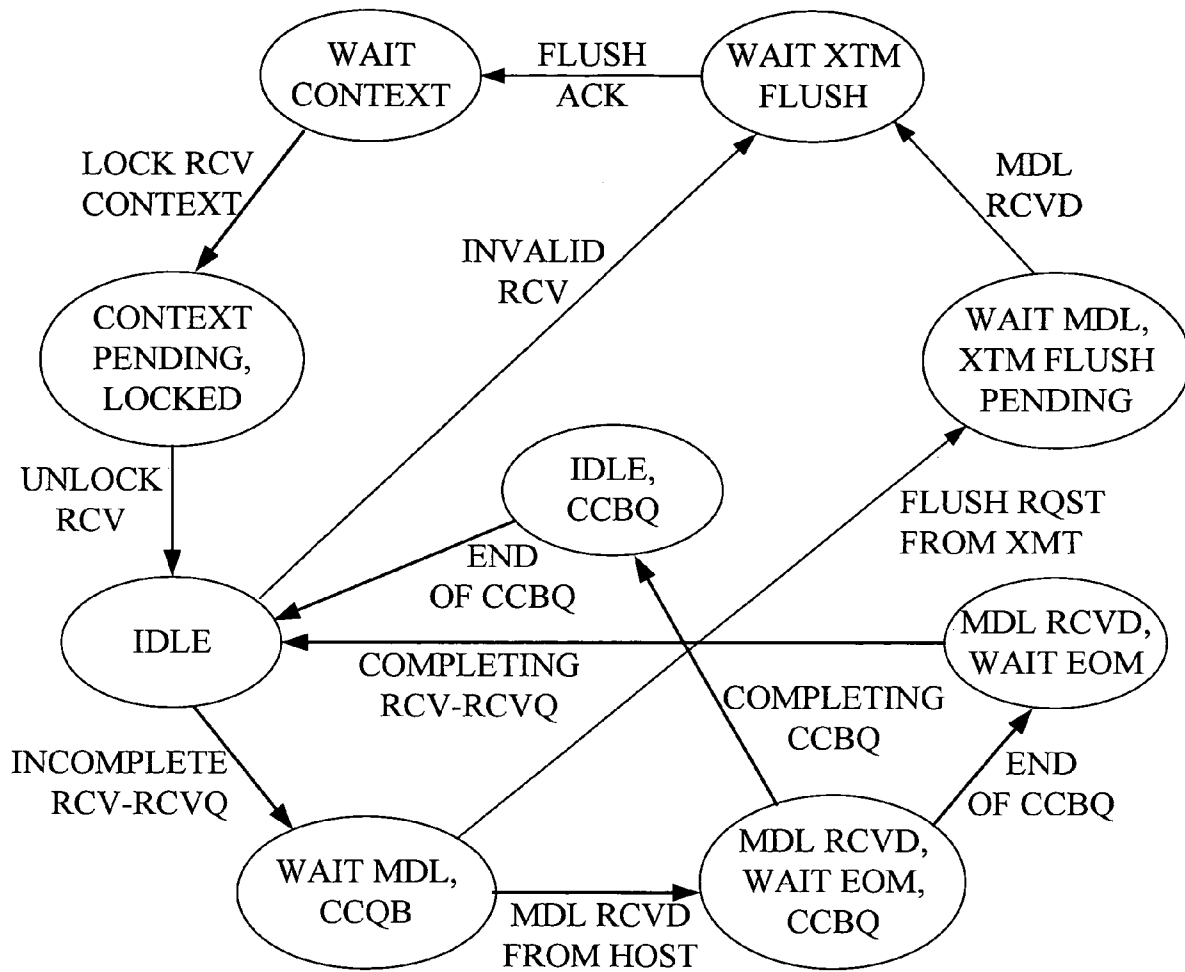 WAIT
CONTEXT
FLUSH
ACK
WAIT XTM
FLUSH
LOCK RCV
CONTEXT
MDL
RCVD
INVALID
RCV
CONTEXT
PENDING,
LOCKED
WAIT MDL,
XTM FLUSH
PENDING
UNLOCK
RCV
IDLE,
CCBQ
FLUSH RQST
FROM XMT
END
OF CCBQ
IDLE
MDL RCVD,
WAIT EOM
COMPLETING
RCV-RCVQ
COMPLETING
CCBQ
INCOMPLETE
RCV-RCVQ
END
OF CCBQ
WAIT MDL,
CCQB
MDL RCVD
FROM HOST
MDL RCVD,
WAIT EOM,
CCBQ